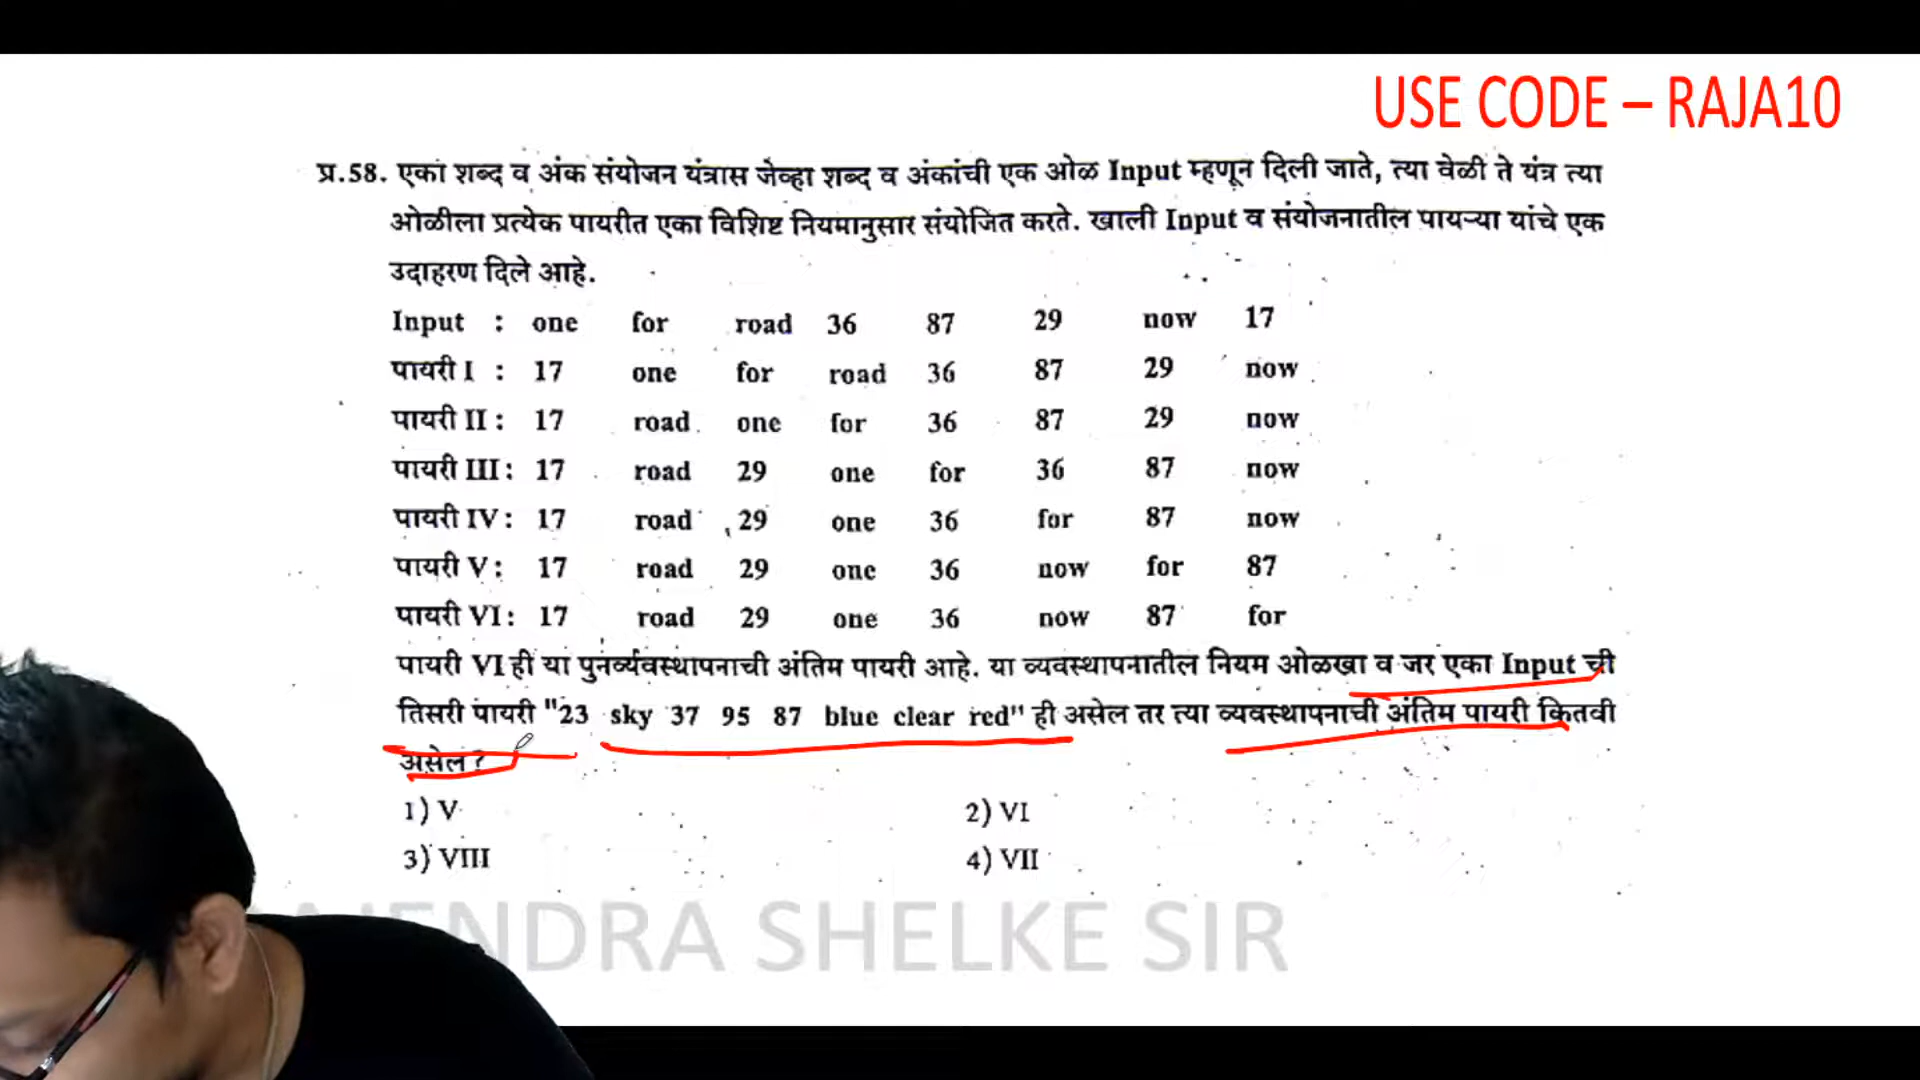 USE CODE – RAJA10
प्र.58. एका शब्द व अंक संयोजन यंत्रास जेव्हा शब्द व अंकांची एक ओळ Input म्हणून दिली जाते, त्या वेळी ते यंत्र त्या
ओळीला प्रत्येक पायरीत एका विशिष्ट नियमानुसार संयोजित करते. खाली Input व संयोजनातील पायऱ्या यांचे एक
उदाहरण दिले आहे.
Input : one for road 36 87 29 now 17
पायरी I : 17 one for road 36 87 29 now
पायरी II : 17 road one for 36 87 29 now
पायरी III : 17 road 29 one for 36 87 now
पायरी IV : 17 road 29 one 36 for 87 now
पायरी V : 17 road 29 one 36 now for 87
पायरी VI : 17 road 29 one 36 now 87 for
पायरी VI ही या पुनर्व्यवस्थापनाची अंतिम पायरी आहे. या व्यवस्थापनातील नियम ओळखा व जर एका Input ची
तिसरी पायरी "23 sky 37 95 87 blue clear red" ही असेल तर त्या व्यवस्थापनाची अंतिम पायरी कितवी
असेल ?
1) V 2) VI
3) VIII 4) VII
ENDRA SHELKE SIR